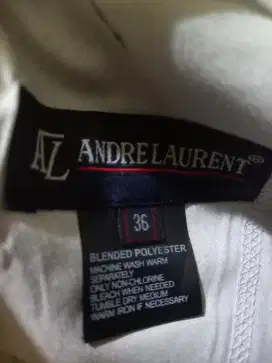 AL ANDRE LAURENT
36
BLENDED POLYESTER
MACHINE WASH WARM
SEPARATELY
ONLY NON-CHLORINE
BLEACH WHEN NEEDED
TUMBLE DRY MEDIUM
WARM IRON IF NECESSARY